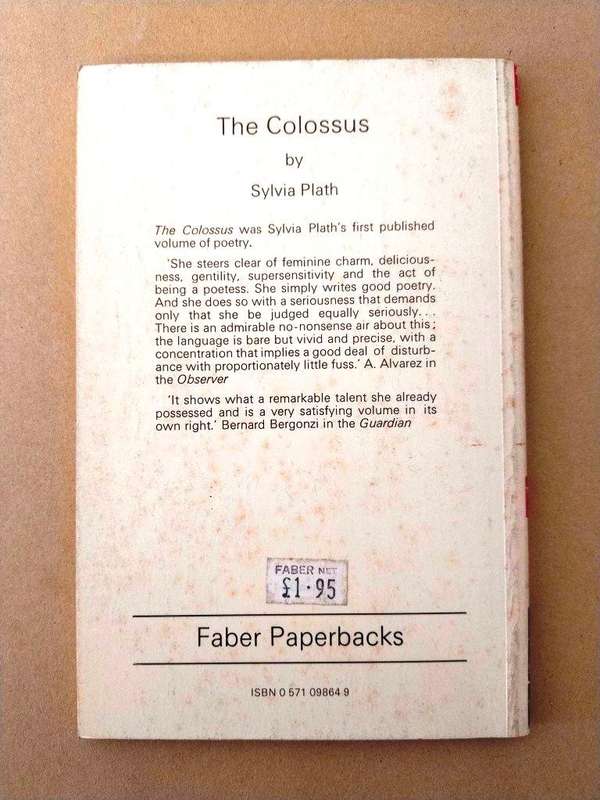 The Colossus
by
Sylvia Plath
The Colossus was Sylvia Plath's first published
volume of poetry.
'She steers clear of feminine charm, delicious-
ness, gentility, supersensitivity and the act of
being a poetess. She simply writes good poetry.
And she does so with a seriousness that demands
only that she be judged equally seriously. . .
There is an admirable no-nonsense air about this;
the language is bare but vivid and precise, with a
concentration that implies a good deal of disturb-
ance with proportionately little fuss.' A. Alvarez in
the Observer
'It shows what a remarkable talent she already
possessed and is a very satisfying volume in its
own right.' Bernard Bergonzi in the Guardian
FABER NET
£1·95
Faber Paperbacks
ISBN 0 571 09864 9